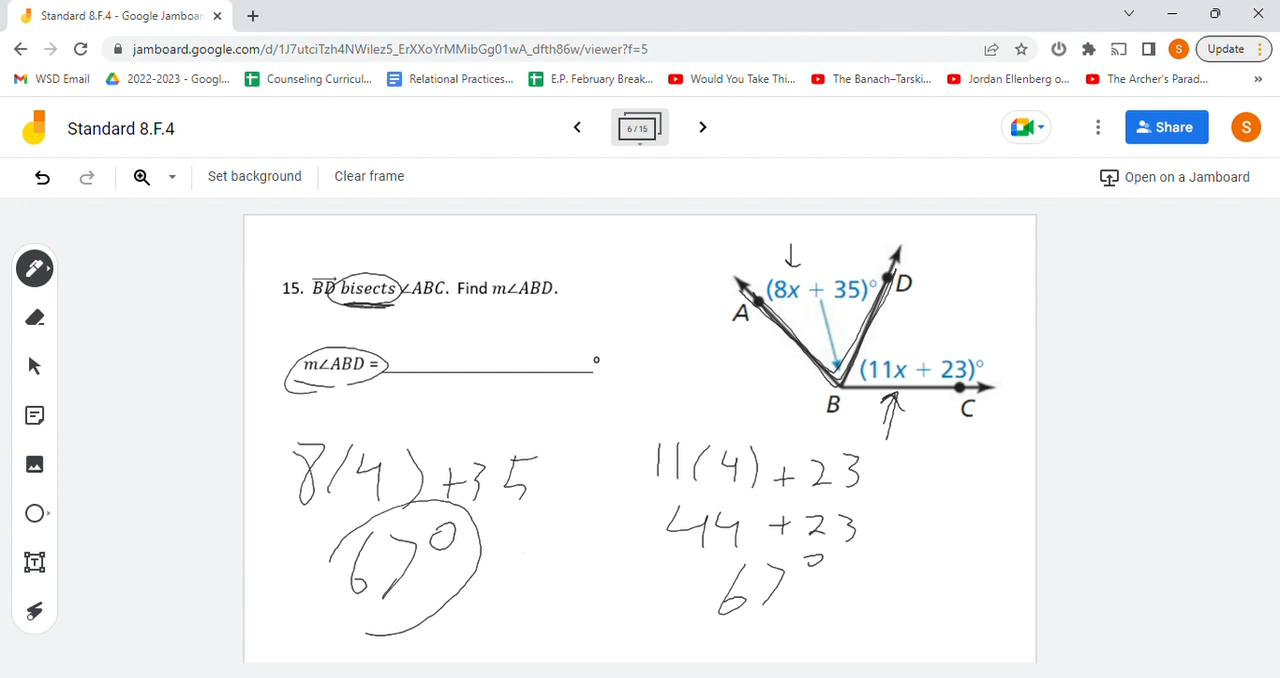 Standard 8.F.4 - Google Jamboar
jamboard.google.com/d/1J7utciTzh4NWilez5_ErXXoYrMMibGg01wA_dfth86w/viewer?f=5
S
Update
WSD Email
2022-2023 - Googl...
Counseling Curricul...
Relational Practices...
E.P. February Break...
Would You Take Thi...
The Banach–Tarski...
Jordan Ellenberg o...
The Archer's Parad...
»
Standard 8.F.4
6 / 15
Share
S
Set background
Clear frame
Open on a Jamboard
15. BD bisects ∠ABC. Find m∠ABD.
m∠ABD = ____________________ °
(8x + 35)°
D
A
(11x + 23)°
B
C
8(4) + 35
67°
11(4) + 23
44 + 23
67°